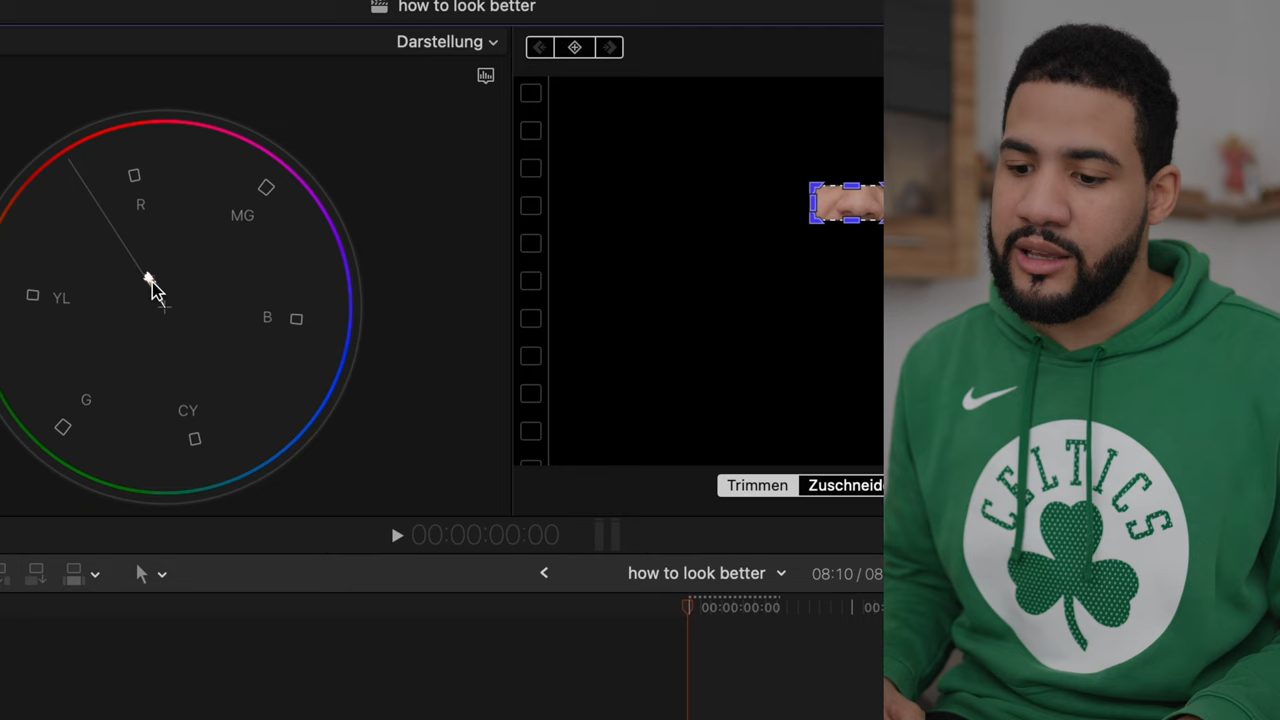 how to look better
Darstellung
R
MG
YL
B
G
CY
Trimmen
00:00:00:00
how to look better
08:10 / 08
00:00:00:00
CELTICS